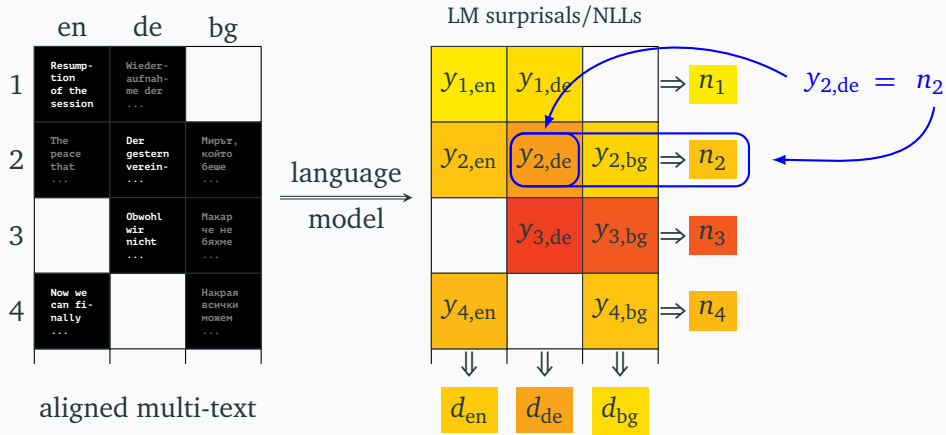 LM surprisals/NLLs
en de bg
1
Resump-
tion
of the
session
Wieder-
aufnah-
me der
...
2
The
peace
that
...
Der
gestern
verein-
...
Мирът,
който
беше
...
3
Obwohl
wir
nicht
...
Макар
че не
бяхме
...
4
Now we
can fi-
nally
...
Накрая
всички
можем
...
aligned multi-text
language
model
y1,en y1,de ⇒ n1
y2,en y2,de y2,bg ⇒ n2
y3,de y3,bg ⇒ n3
y4,en y4,bg ⇒ n4
⇓ ⇓ ⇓
den dde dbg
y2,de = n2